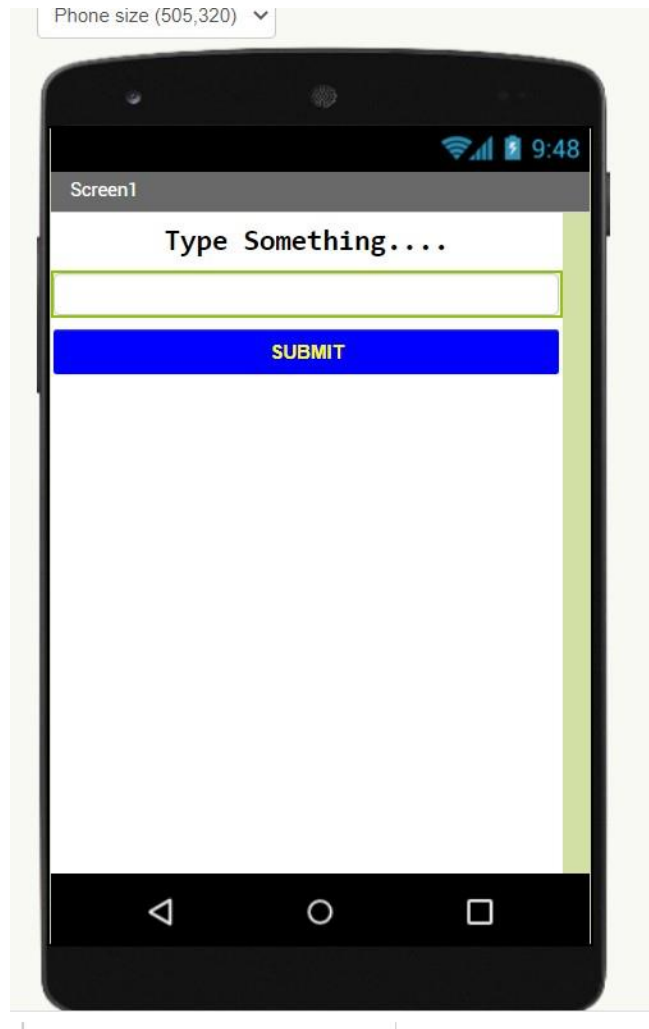 Phone size (505,320)
9:48
Screen1
Type Something....
SUBMIT